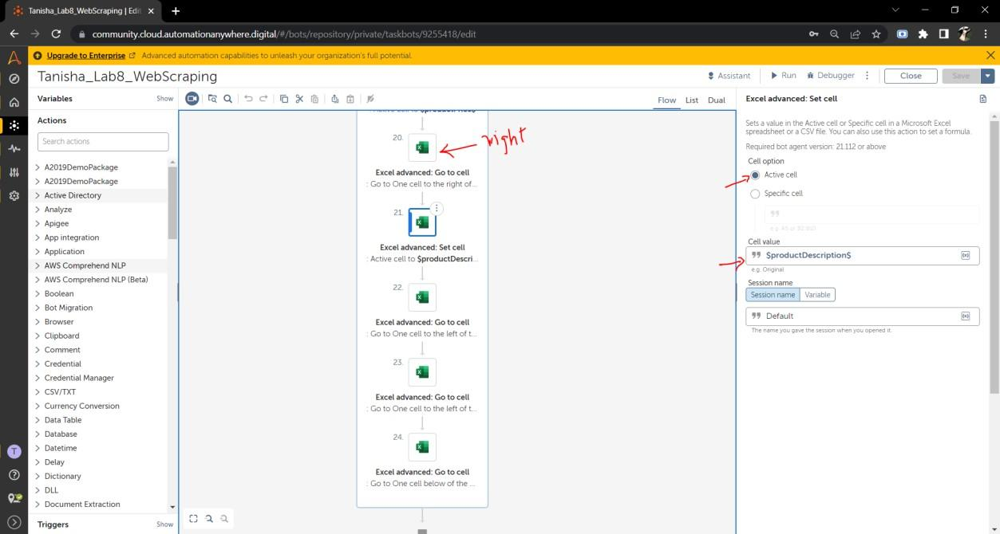 Tanisha_Lab8_WebScraping | Edit
community.cloud.automationanywhere.digital/#/bots/repository/private/taskbots/9255418/edit
Upgrade to Enterprise Advanced automation capabilities to unleash your organization's full potential.
Tanisha_Lab8_WebScraping
Assistant
Run
Debugger
Close
Save
Variables
Show
Flow
List
Dual
Actions
Search actions
A2019DemoPackage
A2019DemoPackage
Active Directory
Analyze
Apigee
App integration
Application
AWS Comprehend NLP
AWS Comprehend NLP (Beta)
Boolean
Bot Migration
Browser
Clipboard
Comment
Credential
Credential Manager
CSV/TXT
Currency Conversion
Data Table
Database
Datetime
Delay
Dictionary
DLL
Document Extraction
Triggers
Show
T
20.
right
Excel advanced: Go to cell
: Go to One cell to the right of...
21.
Excel advanced: Set cell
: Active cell to $productDescri...
22.
Excel advanced: Go to cell
: Go to One cell to the left of t...
23.
Excel advanced: Go to cell
: Go to One cell to the left of t...
24.
Excel advanced: Go to cell
: Go to One cell below of the ...
Excel advanced: Set cell
Sets a value in the Active cell or Specific cell in a Microsoft Excel
spreadsheet or a CSV file. You can also use this action to set a formula.
Required bot agent version: 21.112 or above
Cell option
Active cell
Specific cell
Cell value
$productDescription$
e.g. Original
Session name
Session name
Variable
Default
The name you gave the session when you opened it.